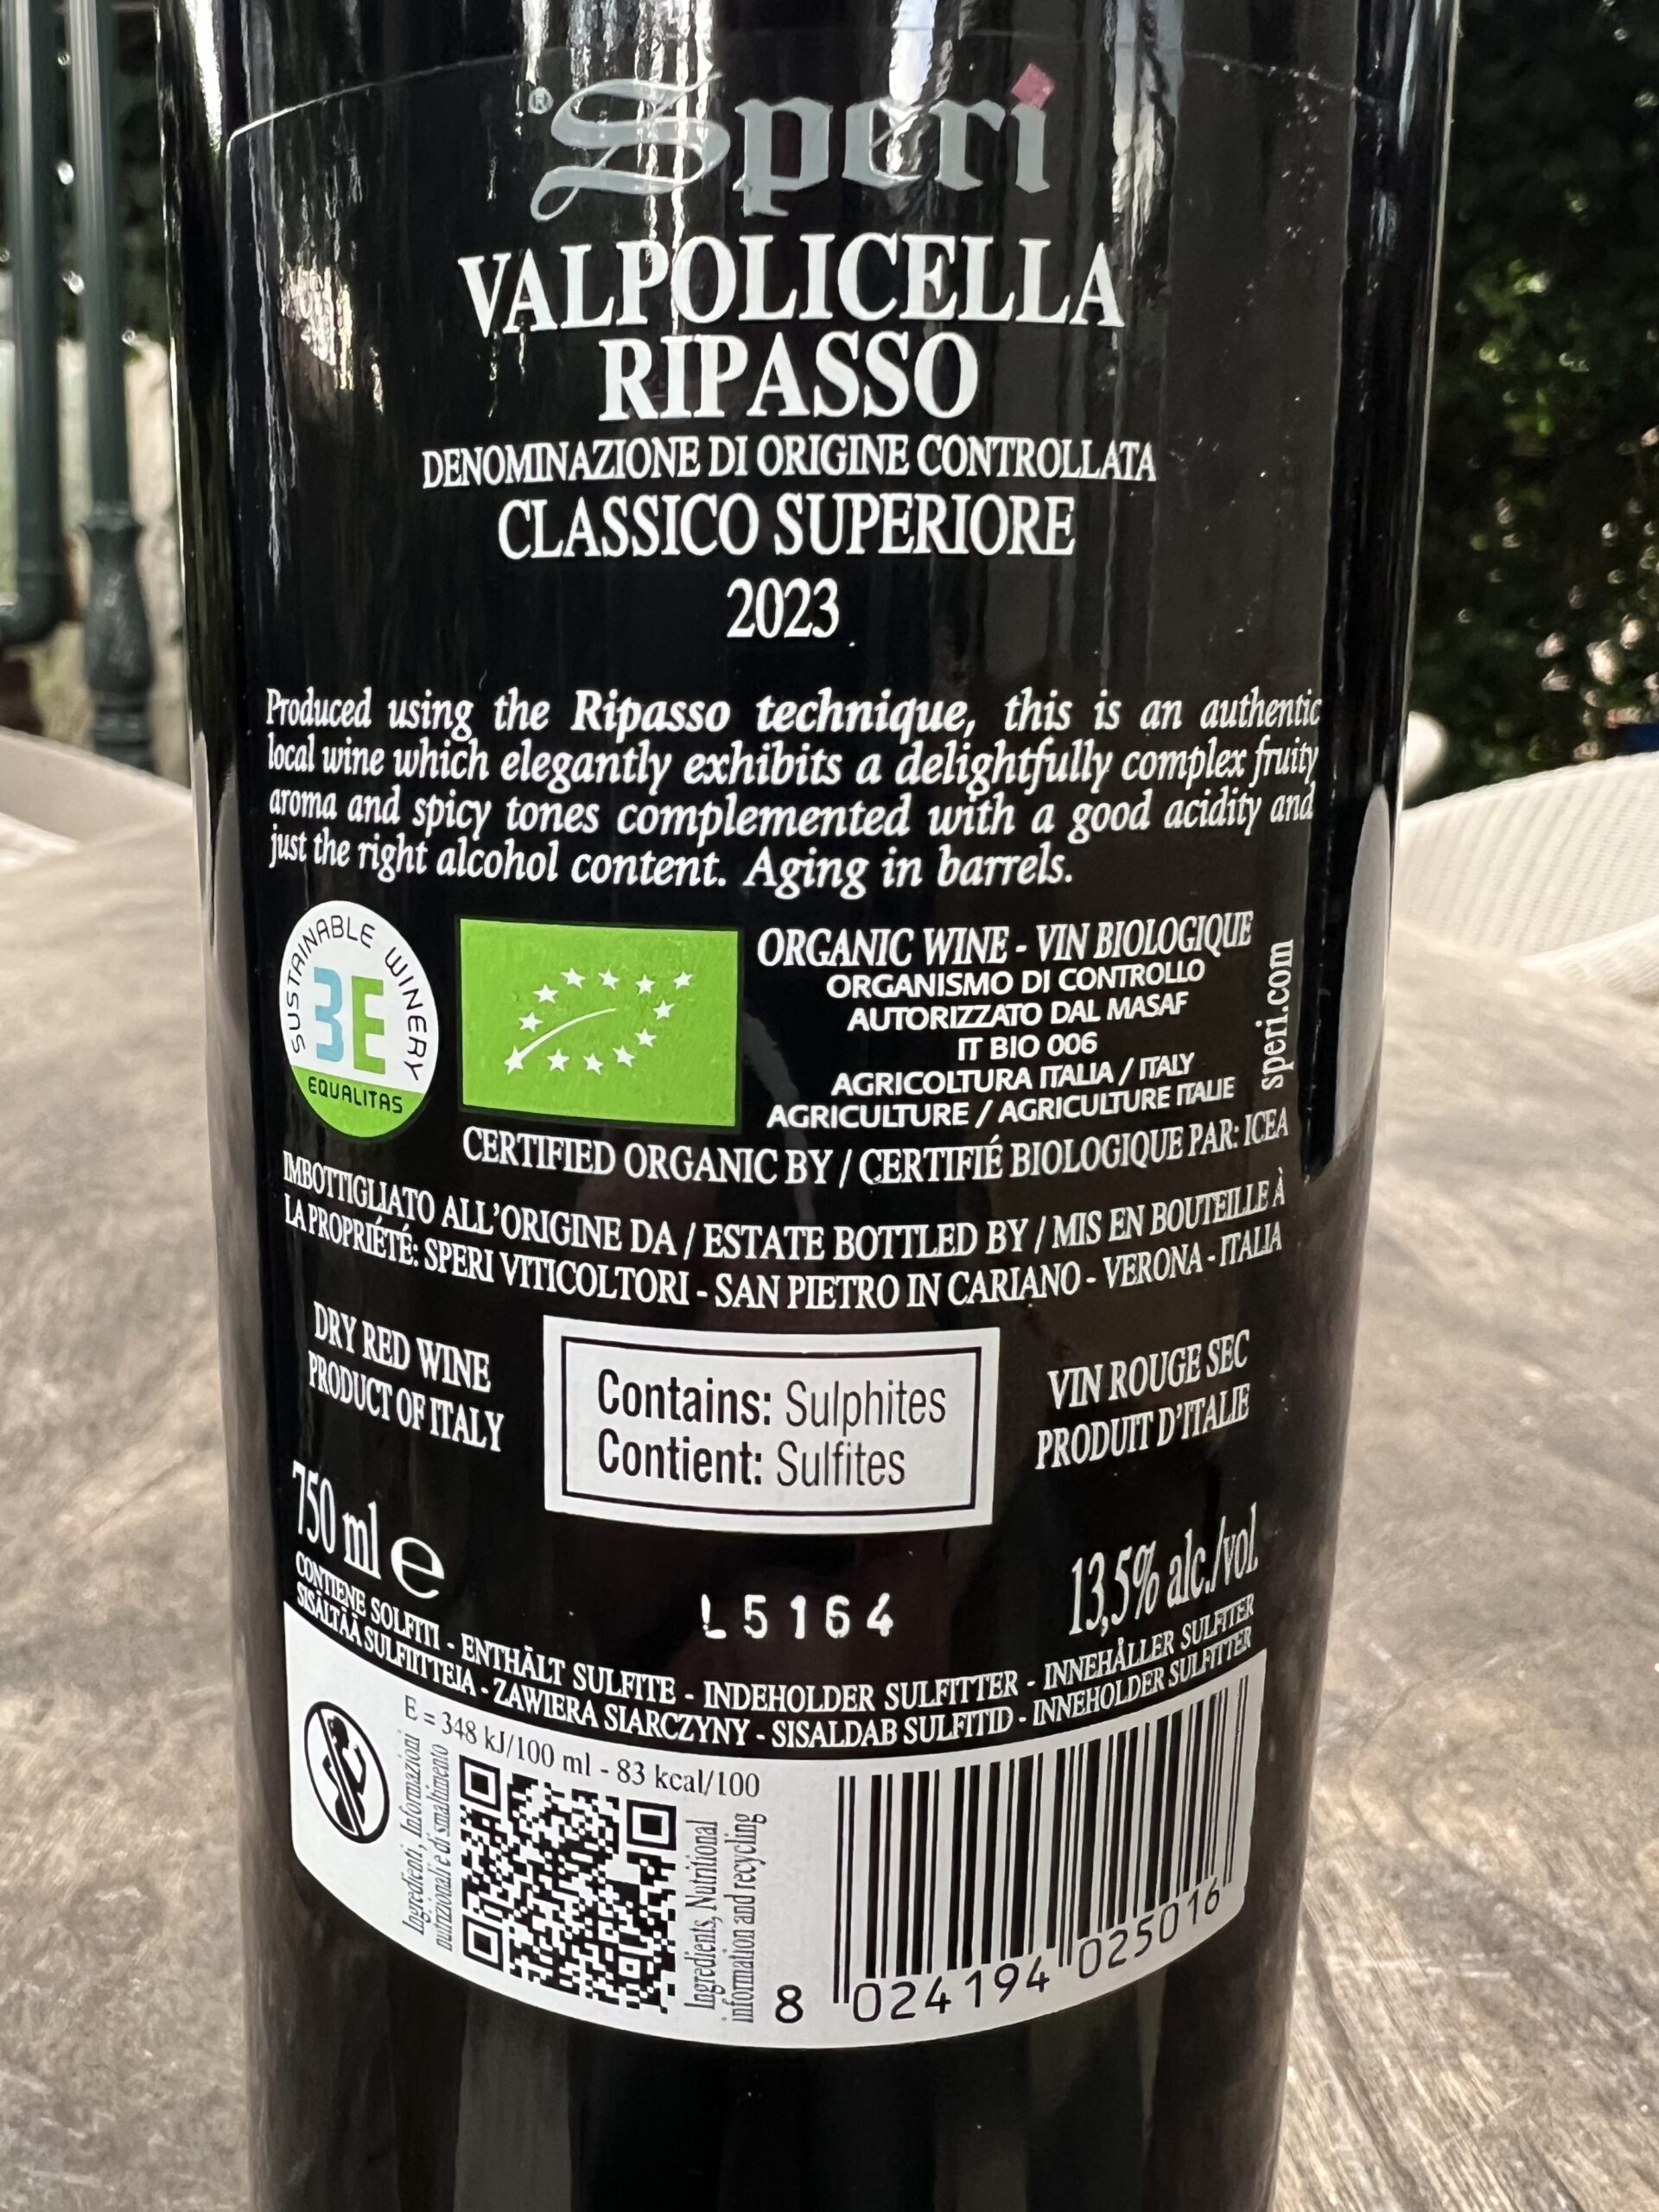 ® Speri
VALPOLICELLA
RIPASSO
DENOMINAZIONE DI ORIGINE CONTROLLATA
CLASSICO SUPERIORE
2023
Produced using the Ripasso technique, this is an authentic
local wine which elegantly exhibits a delightfully complex fruity
aroma and spicy tones complemented with a good acidity and
just the right alcohol content. Aging in barrels.
SUSTAINABLE WINERY
3E
EQUALITAS
ORGANIC WINE - VIN BIOLOGIQUE
ORGANISMO DI CONTROLLO
AUTORIZZATO DAL MASAF
IT BIO 006
AGRICOLTURA ITALIA / ITALY
AGRICULTURE / AGRICULTURE ITALIE
speri.com
CERTIFIED ORGANIC BY / CERTIFIÉ BIOLOGIQUE PAR: ICEA
IMBOTTIGLIATO ALL'ORIGINE DA / ESTATE BOTTLED BY / MIS EN BOUTEILLE À
LA PROPRIÉTÉ: SPERI VITICOLTORI - SAN PIETRO IN CARIANO - VERONA - ITALIA
DRY RED WINE
PRODUCT OF ITALY
Contains: Sulphites
Contient: Sulfites
VIN ROUGE SEC
PRODUIT D'ITALIE
750 ml e
L5164
13,5% alc./vol.
CONTIENE SOLFITI - ENTHÄLT SULFITE - INDEHOLDER SULFITTER - INNEHÅLLER SULFITER
SISÄLTÄÄ SULFIITTEJA - ZAWIERA SIARCZYNY - SISALDAB SULFITID - INNEHOLDER SULFITTER
E = 348 kJ/100 ml - 83 kcal/100
Ingredienti, Informazioni
nutrizionali e di smaltimento
Ingredients, Nutritional
information and recycling
8 024194 025016